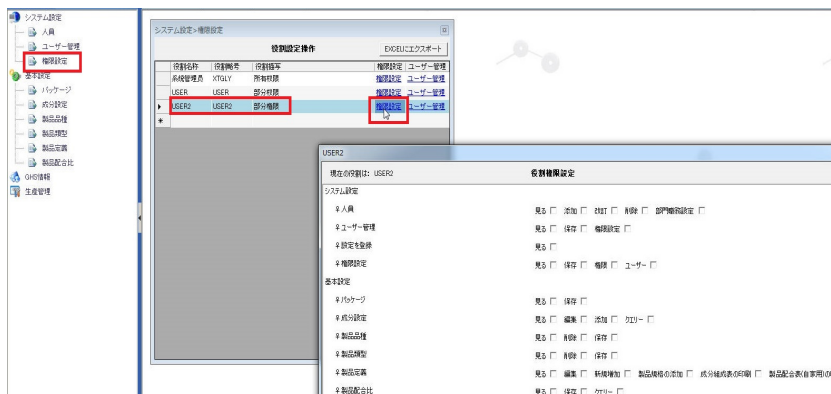 システム設定
人員
ユーザー管理
権限設定
基本設定
パッケージ
成分設定
製品品種
製品類型
製品定義
製品配合比
GHS情報
生産管理
システム設定>権限設定
役割設定操作
EXCELにエクスポート
役割名称 役割略号 役割描写 権限設定 ユーザー管理
系统管理员 XTGLY 所有权限 権限設定 ユーザー管理
USER USER 部分权限 権限設定 ユーザー管理
USER2 USER2 部分権限 権限設定 ユーザー管理
USER2
現在の役割は: USER2 役割権限設定
システム設定
人員 見る 添加 改訂 削除 部門職務設定
ユーザー管理 見る 保存 権限設定
設定を登録 見る
権限設定 見る 保存 権限 ユーザー
基本設定
パッケージ 見る 保存
成分設定 見る 編集 添加 クエリー
製品品種 見る 削除 保存
製品類型 見る 削除 保存
製品定義 見る 編集 新規増加 製品規格の添加 成分組成表の印刷 製品配合表(自家用)の
製品配合比 見る 保存 クエリー